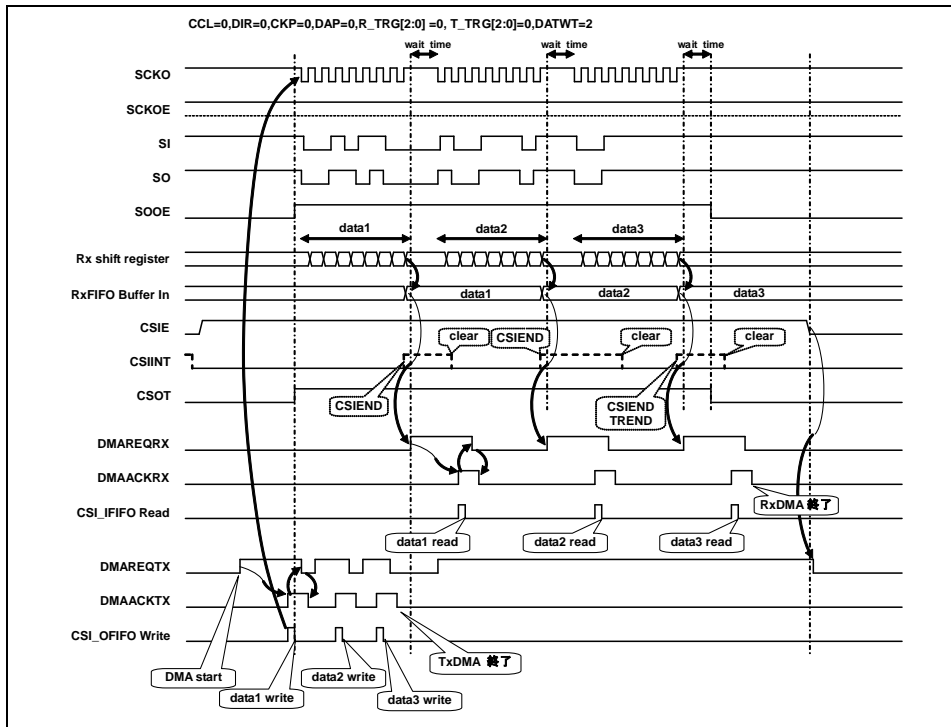 CCL=0,DIR=0,CKP=0,DAP=0,R_TRG[2:0] =0, T_TRG[2:0]=0,DATWT=2
wait time wait time wait time
SCKO
SCKOE
SI
SO
SOOE
data1 data2 data3
Rx shift register
RxFIFO Buffer In data1 data2 data3
CSIE
clear CSIEND clear clear
CSIINT
CSIEND CSIEND
TREND
CSOT
DMAREQRX
DMAACKRX
RxDMA 終了
CSI_IFIFO Read
data1 read data2 read data3 read
DMAREQTX
DMAACKTX
CSI_OFIFO Write
DMA start data2 write TxDMA 終了
data1 write data3 write